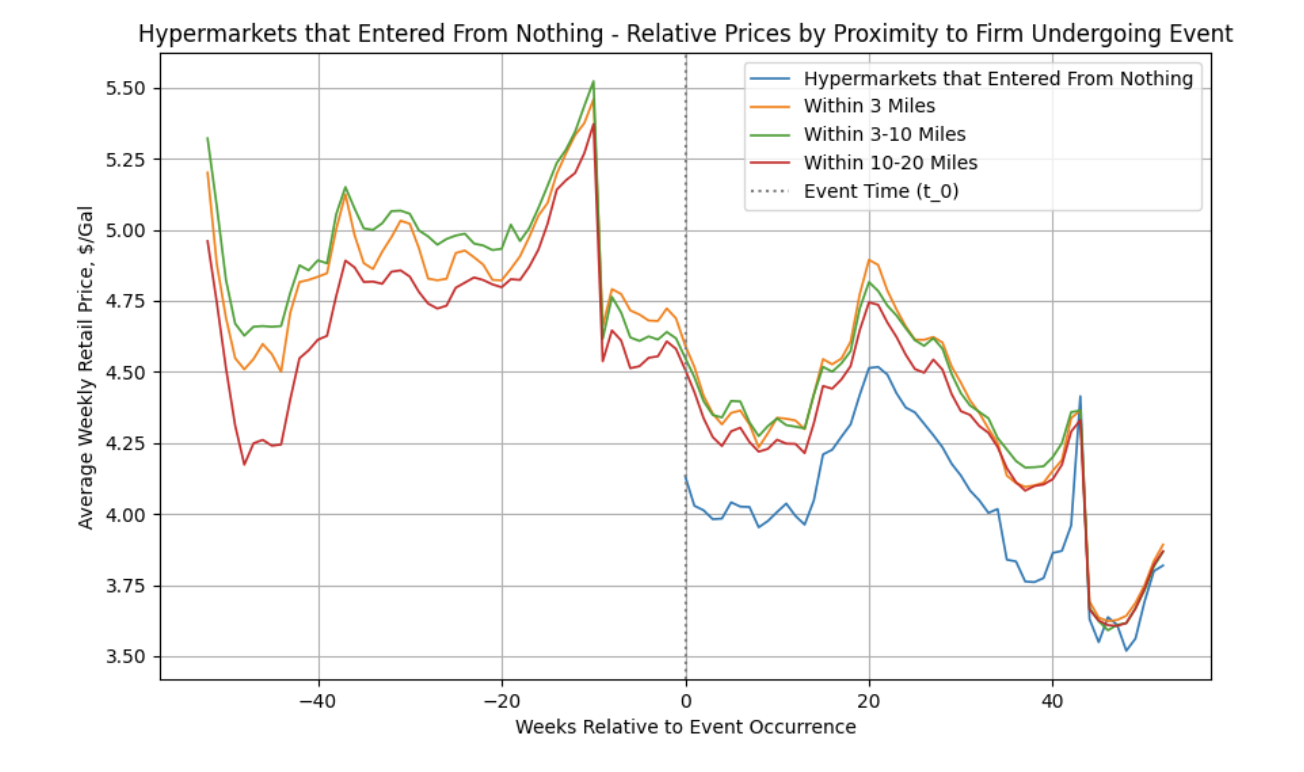 Hypermarkets that Entered From Nothing - Relative Prices by Proximity to Firm Undergoing Event
Hypermarkets that Entered From Nothing
Within 3 Miles
Within 3-10 Miles
Within 10-20 Miles
Event Time (t_0)
Average Weekly Retail Price, $/Gal
5.50
5.25
5.00
4.75
4.50
4.25
4.00
3.75
3.50
−40
−20
0
20
40
Weeks Relative to Event Occurrence